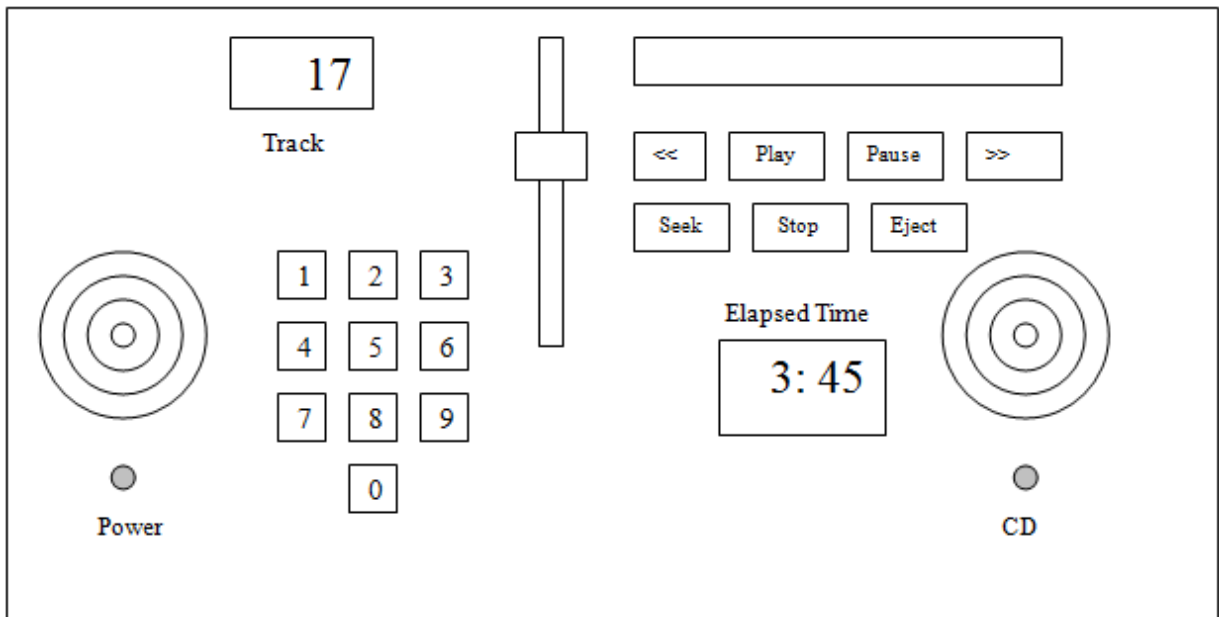 17
Track
<< Play Pause >>
Seek Stop Eject
1 2 3
Elapsed Time
4 5 6
3: 45
7 8 9
0
Power
CD